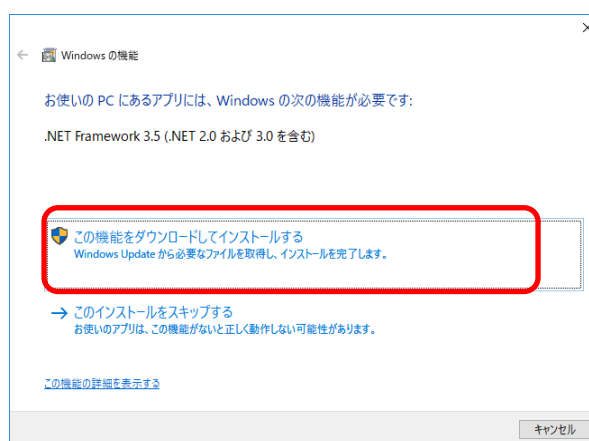 Windows の機能
お使いの PC にあるアプリには、Windows の次の機能が必要です:
.NET Framework 3.5 (.NET 2.0 および 3.0 を含む)
この機能をダウンロードしてインストールする
Windows Update から必要なファイルを取得し、インストールを完了します。
このインストールをスキップする
お使いのアプリは、この機能がないと正しく動作しない可能性があります。
この機能の詳細を表示する
キャンセル